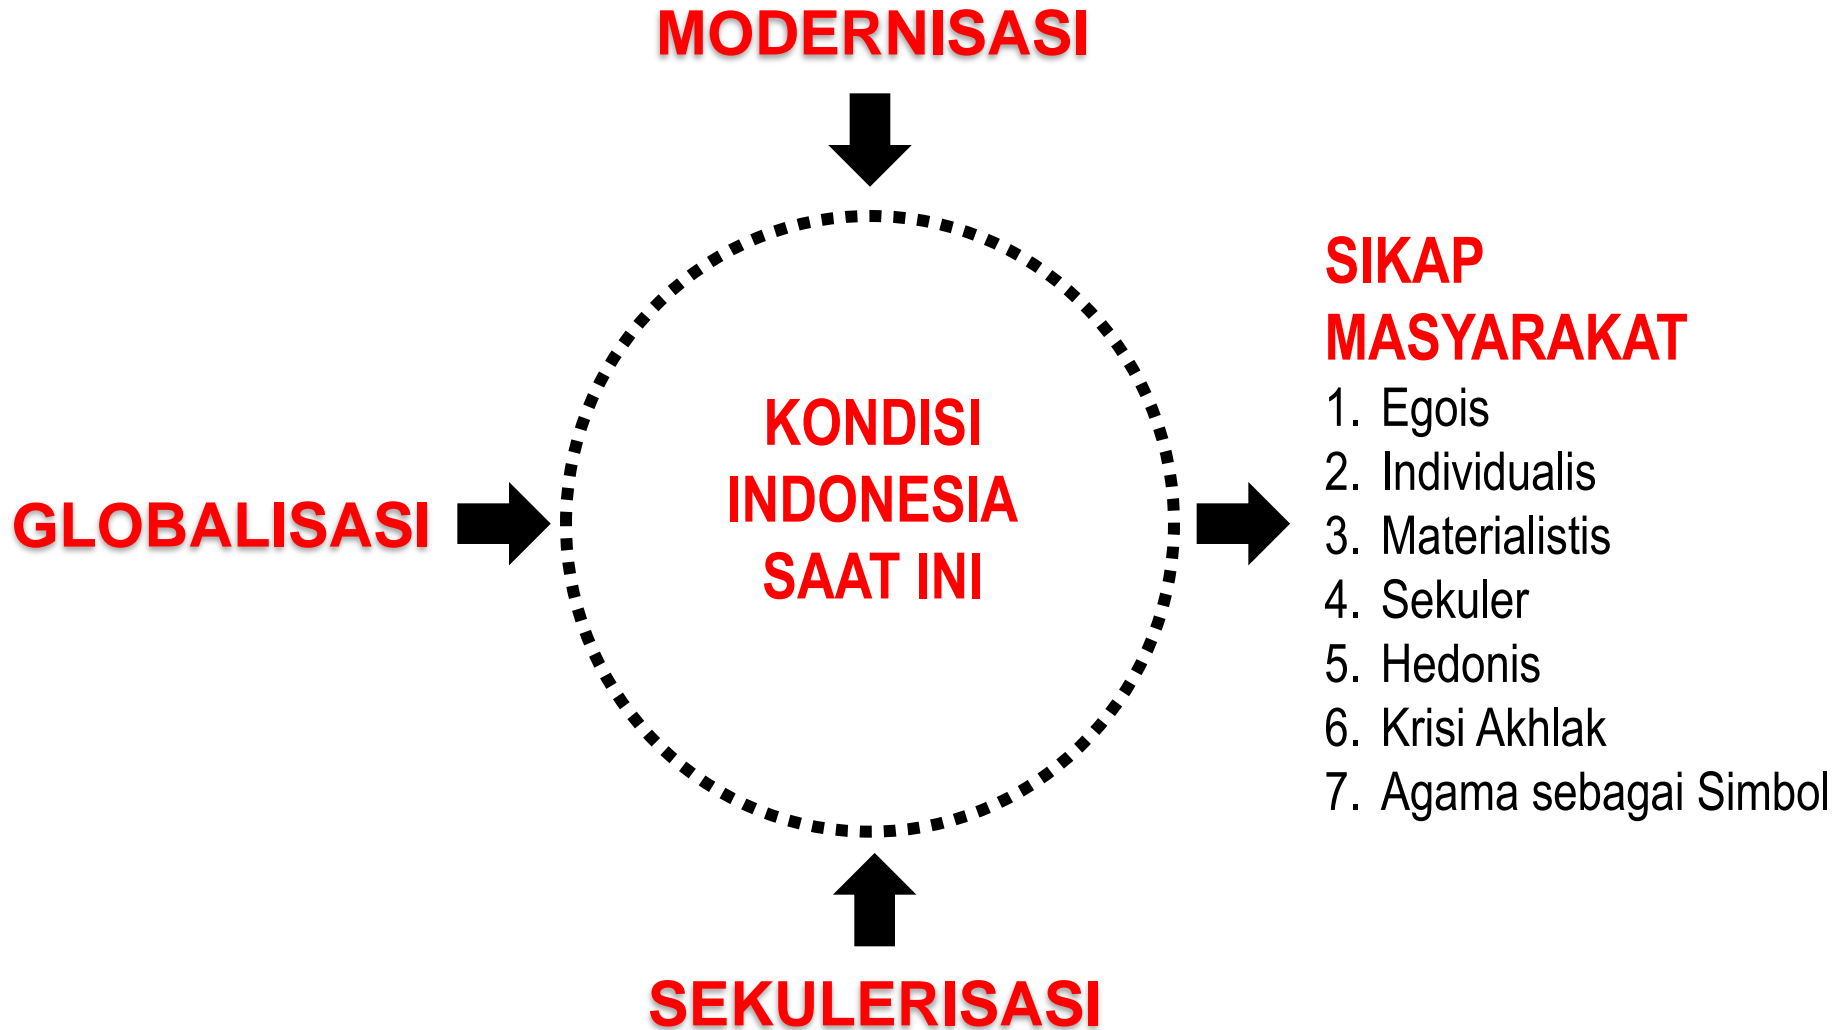 MODERNISASI
GLOBALISASI
KONDISI
INDONESIA
SAAT INI
SEKULERISASI
SIKAP
MASYARAKAT
1. Egois
2. Individualis
3. Materialistis
4. Sekuler
5. Hedonis
6. Krisi Akhlak
7. Agama sebagai Simbol